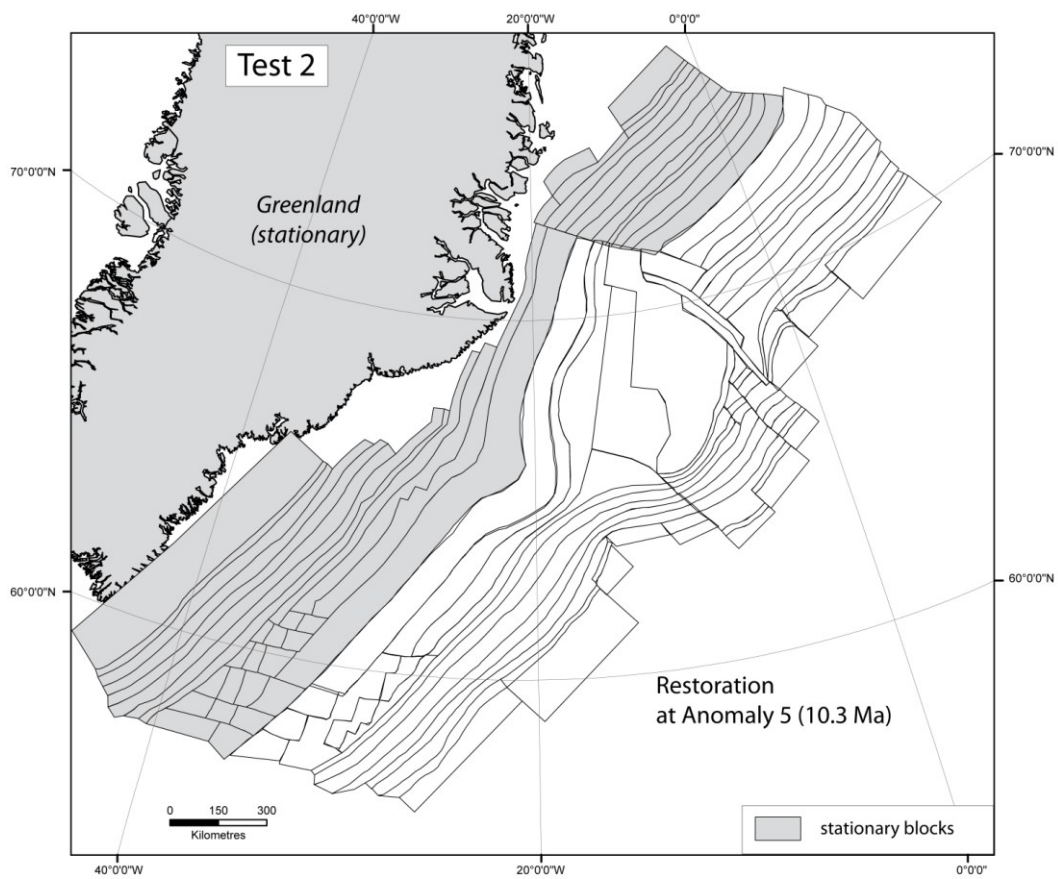 40°0'0"W
20°0'0"W
0°0'0"
Test 2
70°0'0"N
70°0'0"N
Greenland
(stationary)
60°0'0"N
60°0'0"N
Restoration
at Anomaly 5 (10.3 Ma)
0 150 300
Kilometres
stationary blocks
40°0'0"W
20°0'0"W
0°0'0"